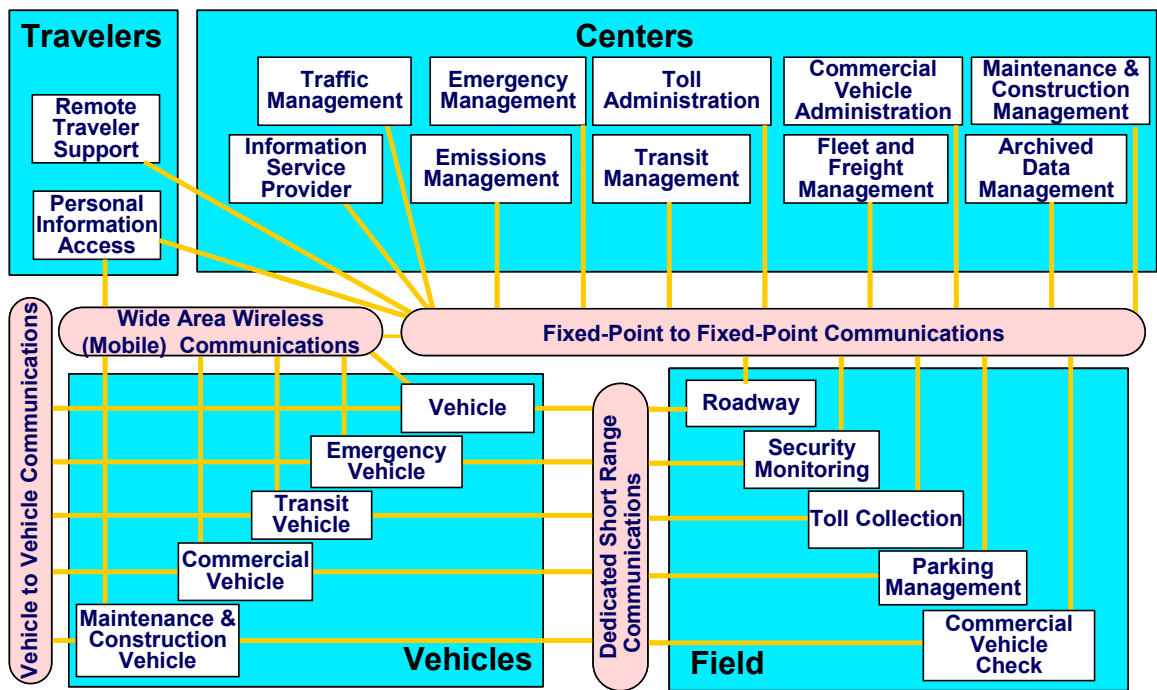 Travelers
Remote
Traveler
Support
Personal
Information
Access
Centers
Traffic
Management
Emergency
Management
Toll
Administration
Commercial
Vehicle
Administration
Maintenance &
Construction
Management
Information
Service
Provider
Emissions
Management
Transit
Management
Fleet and
Freight
Management
Archived
Data
Management
Wide Area Wireless
(Mobile) Communications
Fixed-Point to Fixed-Point Communications
Vehicle to Vehicle Communications
Vehicle
Emergency
Vehicle
Transit
Vehicle
Commercial
Vehicle
Maintenance &
Construction
Vehicle
Vehicles
Dedicated Short Range
Communications
Roadway
Security
Monitoring
Toll Collection
Parking
Management
Commercial
Vehicle
Check
Field